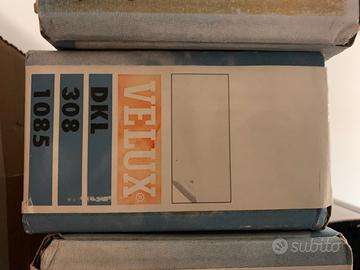 VELUX®
DKL
308
1085
subito